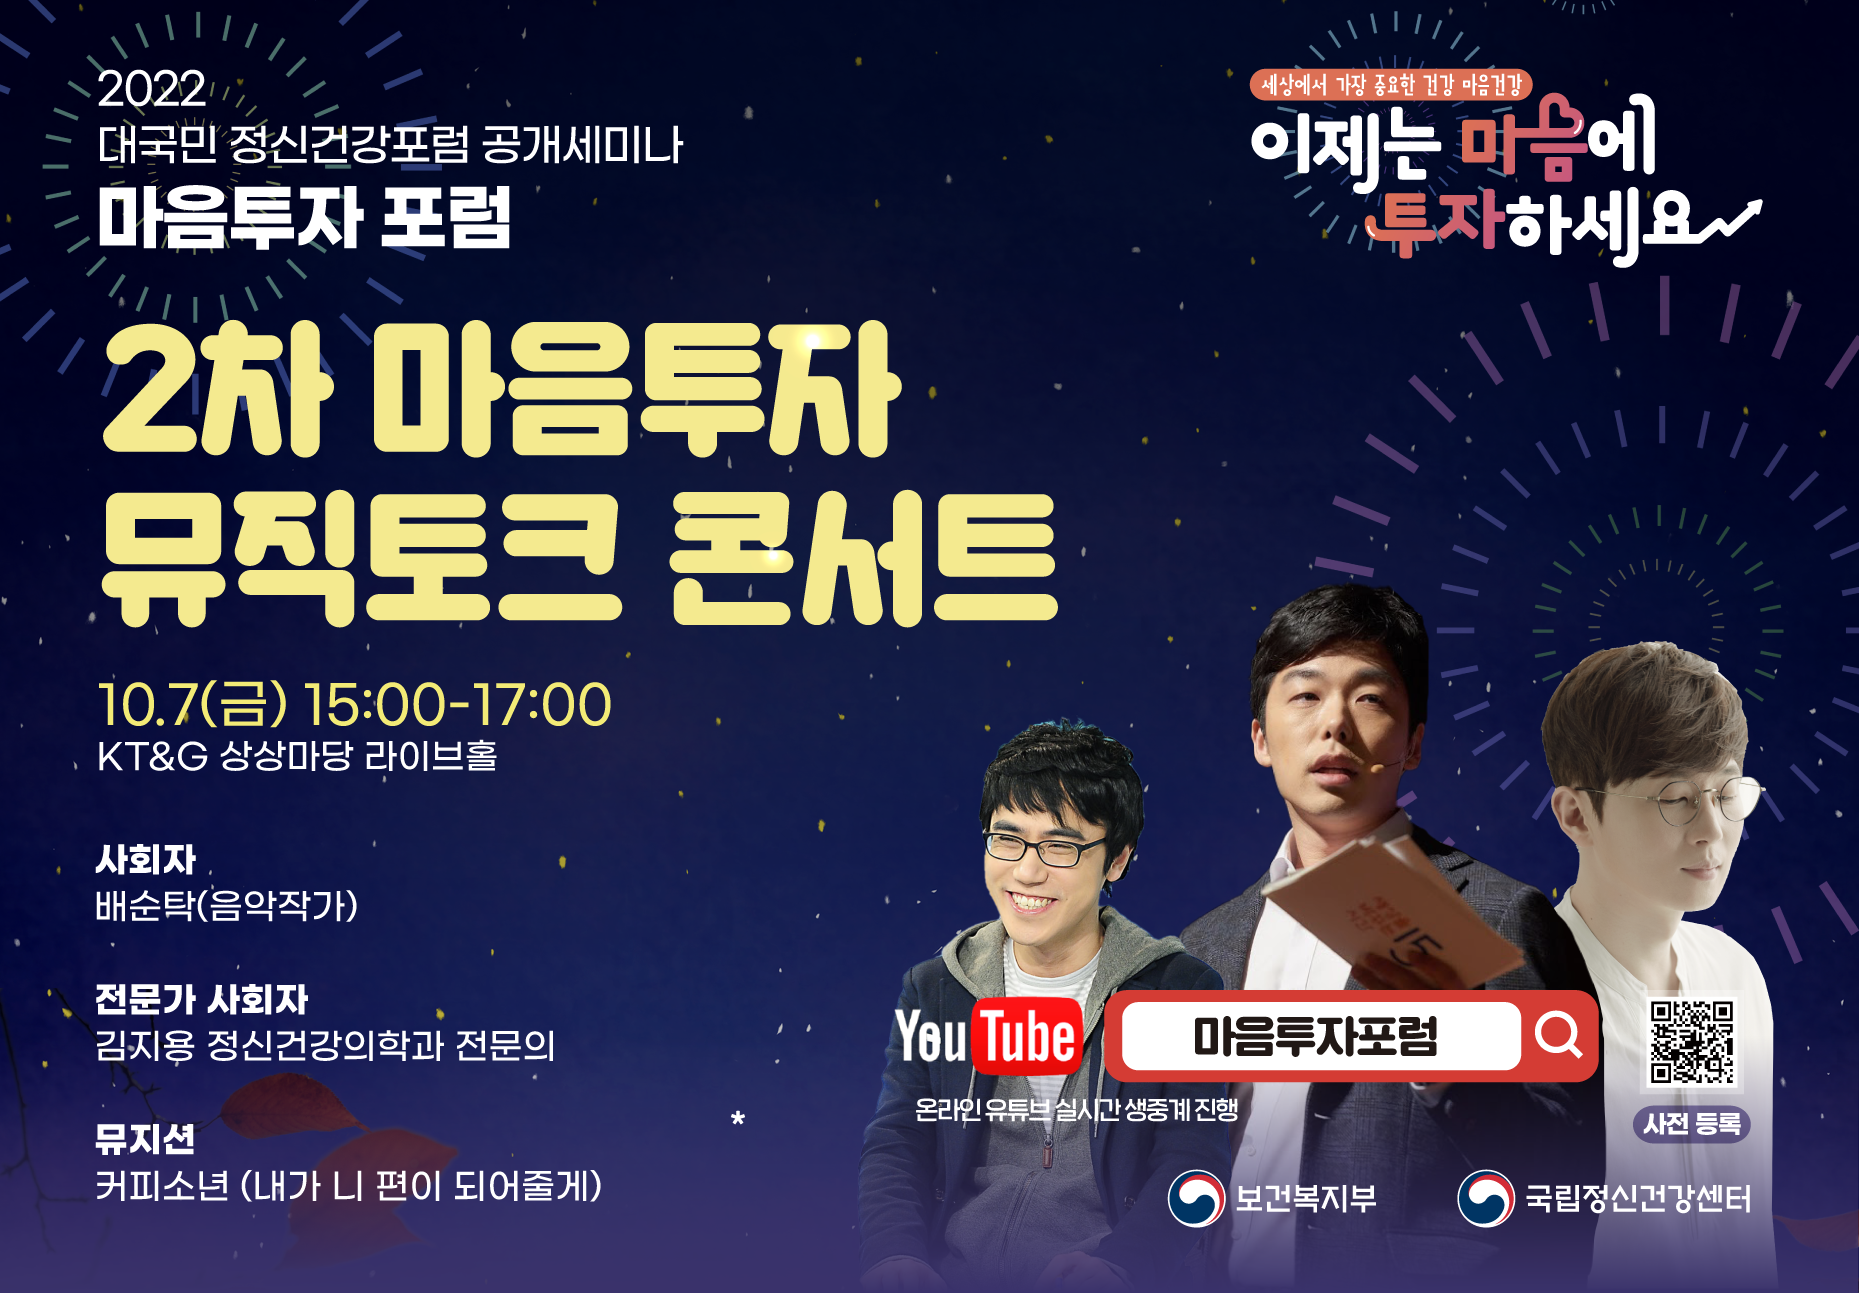 2022
대국민 정신건강포럼 공개세미나
마음투자 포럼
세상에서 가장 중요한 건강 마음건강
이제는 마음에
투자하세요
2차 마음투자
뮤직토크 콘서트
10.7(금) 15:00-17:00
KT&G 상상마당 라이브홀
사회자
배순탁(음악작가)
전문가 사회자
김지용 정신건강의학과 전문의
뮤지션
커피소년 (내가 니 편이 되어줄게)
*
15
YouTube
마음투자포럼
온라인 유튜브 실시간 생중계 진행
사전 등록
보건복지부
국립정신건강센터